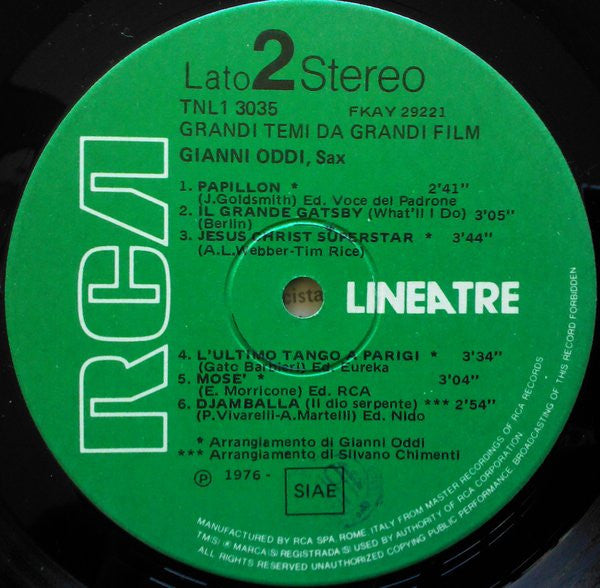 Lato 2 Stereo
TNL1 3035 FKAY 29221
GRANDI TEMI DA GRANDI FILM
GIANNI ODDI, Sax
1. PAPILLON * 2'41"
(J.Goldsmith) Ed. Voce del Padrone
2. IL GRANDE GATSBY (What'll I Do) 3'05"
(Berlin)
3. JESUS CHRIST SUPERSTAR * 3'44"
(A.L.Webber-Tim Rice)
RCA
cista
LINEATRE
4. L'ULTIMO TANGO A PARIGI * 3'34"
(Gato Barbieri) Ed. Eureka
5. MOSE' * 3'04"
(E. Morricone) Ed. RCA
6. DJAMBALLA (Il dio serpente) *** 2'54"
(P.Vivarelli-A.Martelli) Ed. Nido
* Arrangiamento di Gianni Oddi
*** Arrangiamento di Silvano Chimenti
Ⓟ 1976 -
SIAE
MANUFACTURED BY RCA SPA, ROME, ITALY FROM MASTER RECORDINGS OF RCA RECORDS
TM(S) ® MARCA(S) REGISTRADA(S) USED BY AUTHORITY OF RCA CORPORATION
ALL RIGHTS RESERVED UNAUTHORIZED COPYING PUBLIC PERFORMANCE BROADCASTING OF THIS RECORD FORBIDDEN